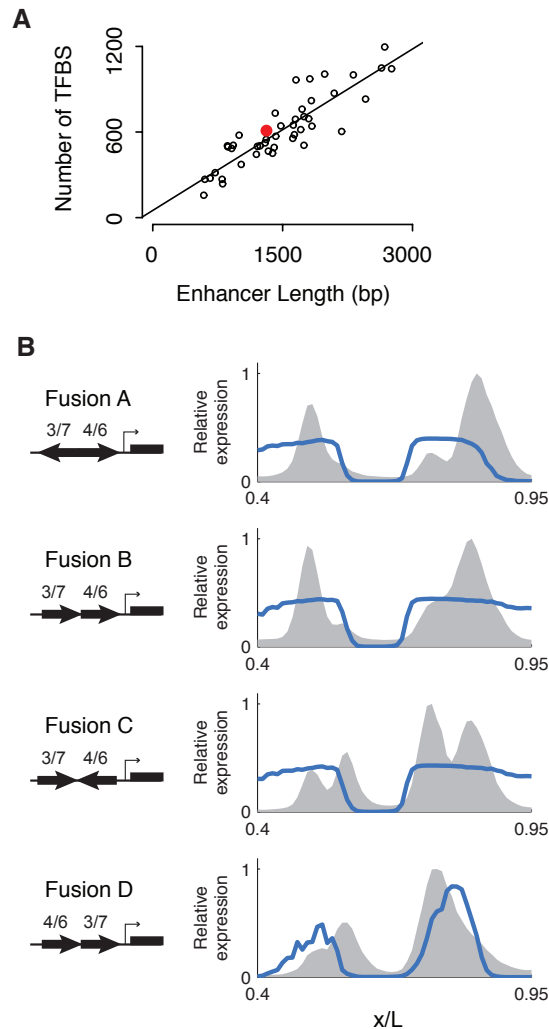 A
Number of TFBS
1200
600
0
0 1500 3000
Enhancer Length (bp)
B
Fusion A
3/7 4/6
Relative
expression
1
0
0.4 0.95
Fusion B
3/7 4/6
Relative
expression
1
0
0.4 0.95
Fusion C
3/7 4/6
Relative
expression
1
0
0.4 0.95
Fusion D
4/6 3/7
Relative
expression
1
0
0.4 0.95
x/L